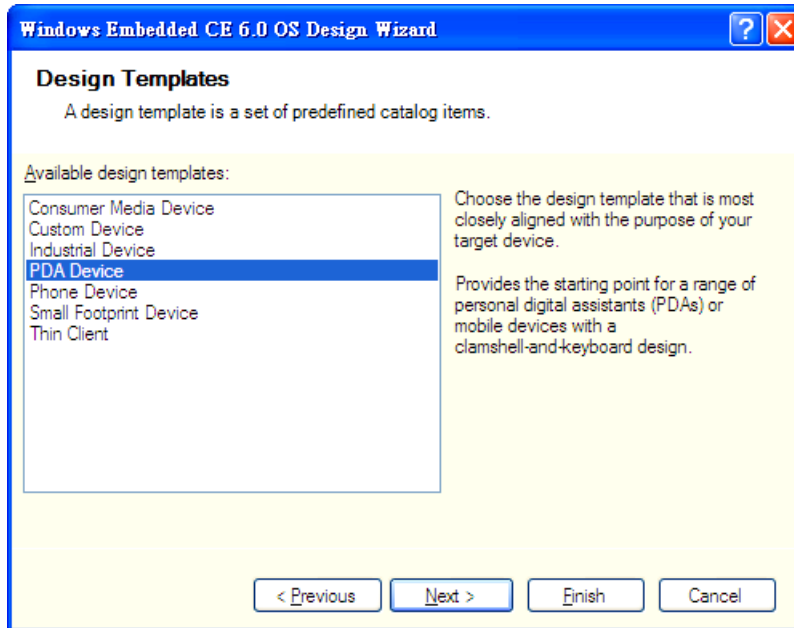 Windows Embedded CE 6.0 OS Design Wizard
Design Templates
A design template is a set of predefined catalog items.
Available design templates:
Consumer Media Device
Custom Device
Industrial Device
PDA Device
Phone Device
Small Footprint Device
Thin Client
Choose the design template that is most
closely aligned with the purpose of your
target device.
Provides the starting point for a range of
personal digital assistants (PDAs) or
mobile devices with a
clamshell-and-keyboard design.
< Previous
Next >
Finish
Cancel